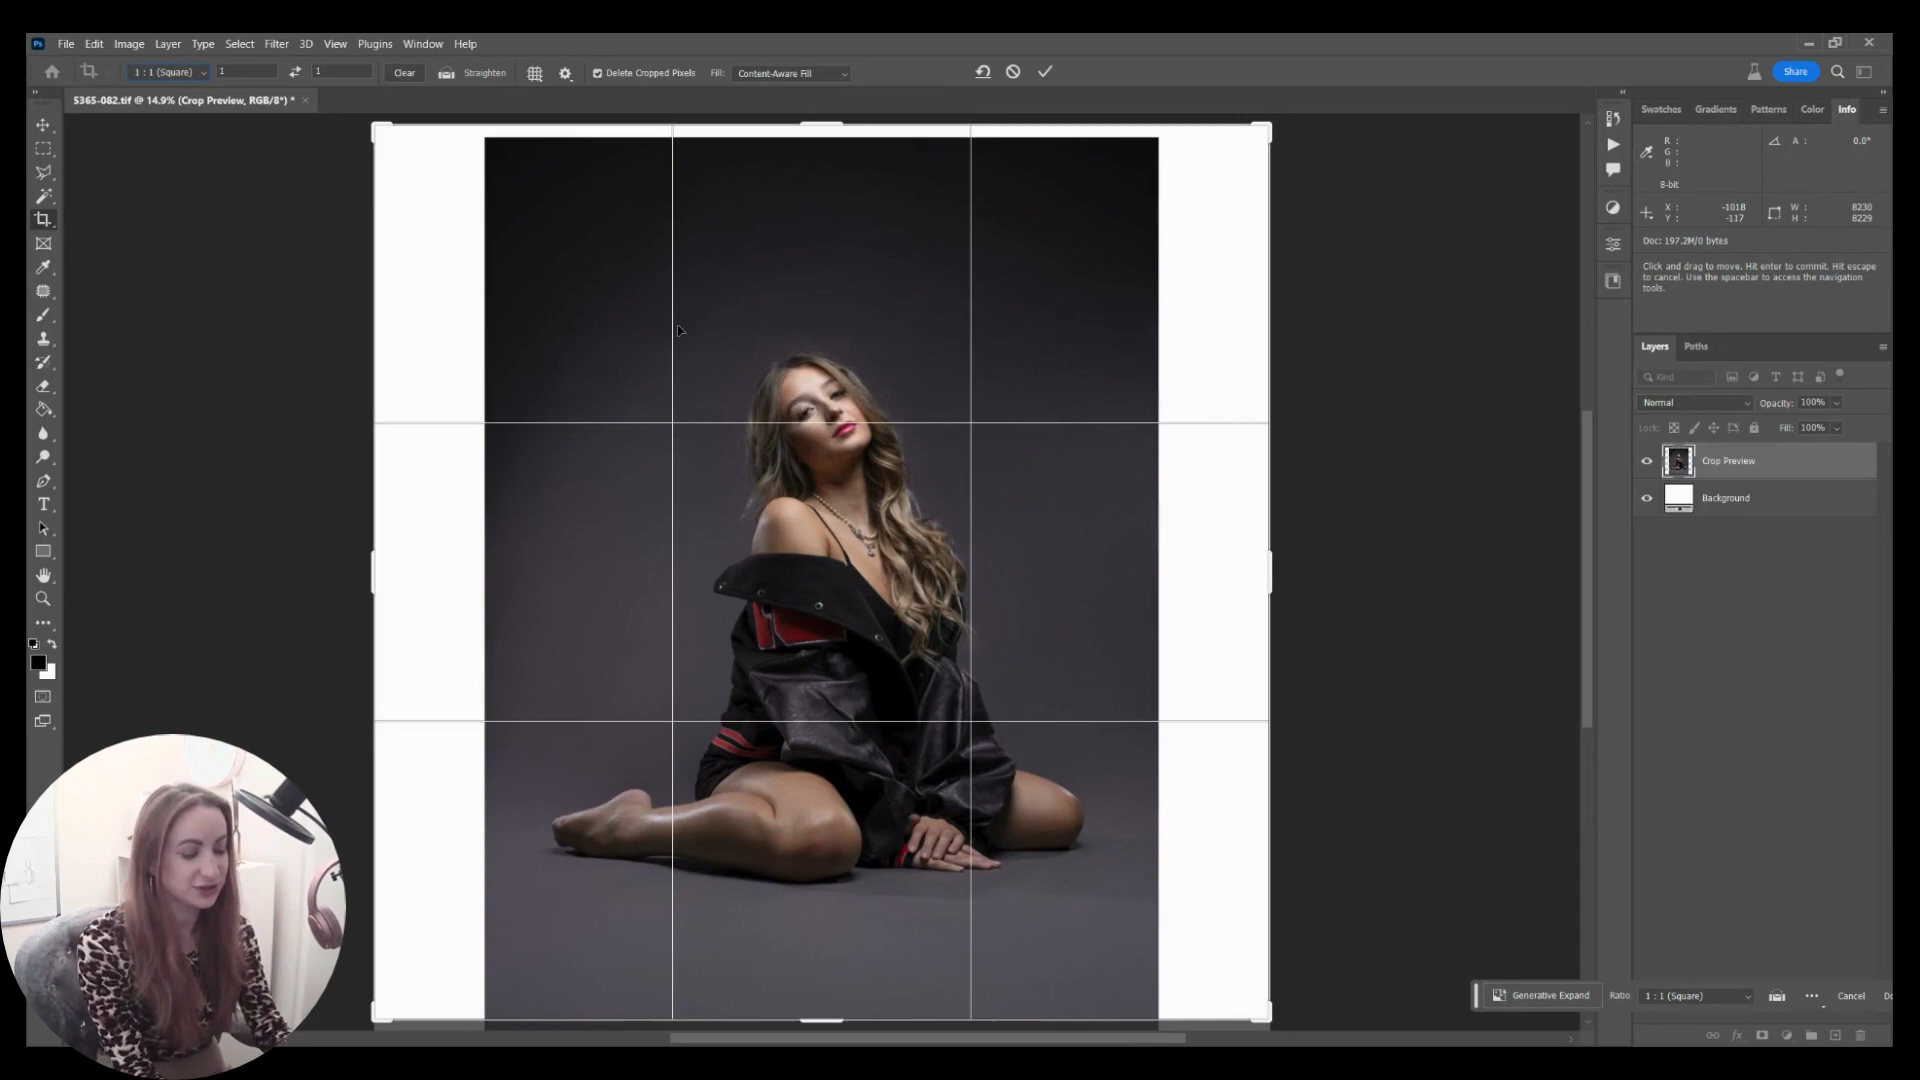 Ps File Edit Image Layer Type Select Filter 3D View Plugins Window Help
1 : 1 (Square) 1 1 Clear Straighten Delete Cropped Pixels Fill: Content-Aware Fill Share
5365-082.tif @ 14.9% (Crop Preview, RGB/8*) * ×
Swatches Gradients Patterns Color Info
R :
G :
B :
A : 0.0°
8-bit
X : -1018
Y : -117
W : 8230
H : 8229
Doc: 197.2M/0 bytes
Click and drag to move. Hit enter to commit. Hit escape
to cancel. Use the spacebar to access the navigation
tools.
Layers Paths
Kind
Normal Opacity: 100%
Lock: Fill: 100%
Crop Preview
Background
Generative Expand Ratio 1 : 1 (Square) Cancel Do